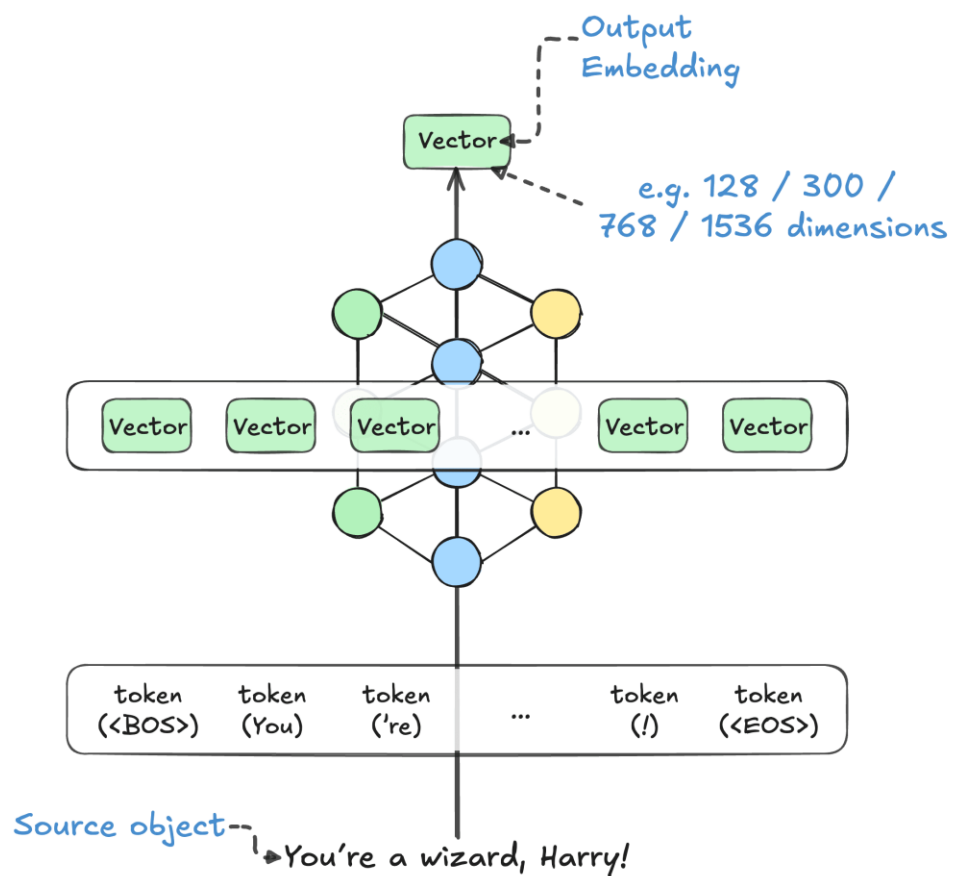 Output
Embedding
Vector
e.g. 128 / 300 /
768 / 1536 dimensions
Vector Vector Vector ... Vector Vector
token token token ... token token
(<BOS>) (You) ('re) (!) (<EOS>)
Source object
You're a wizard, Harry!